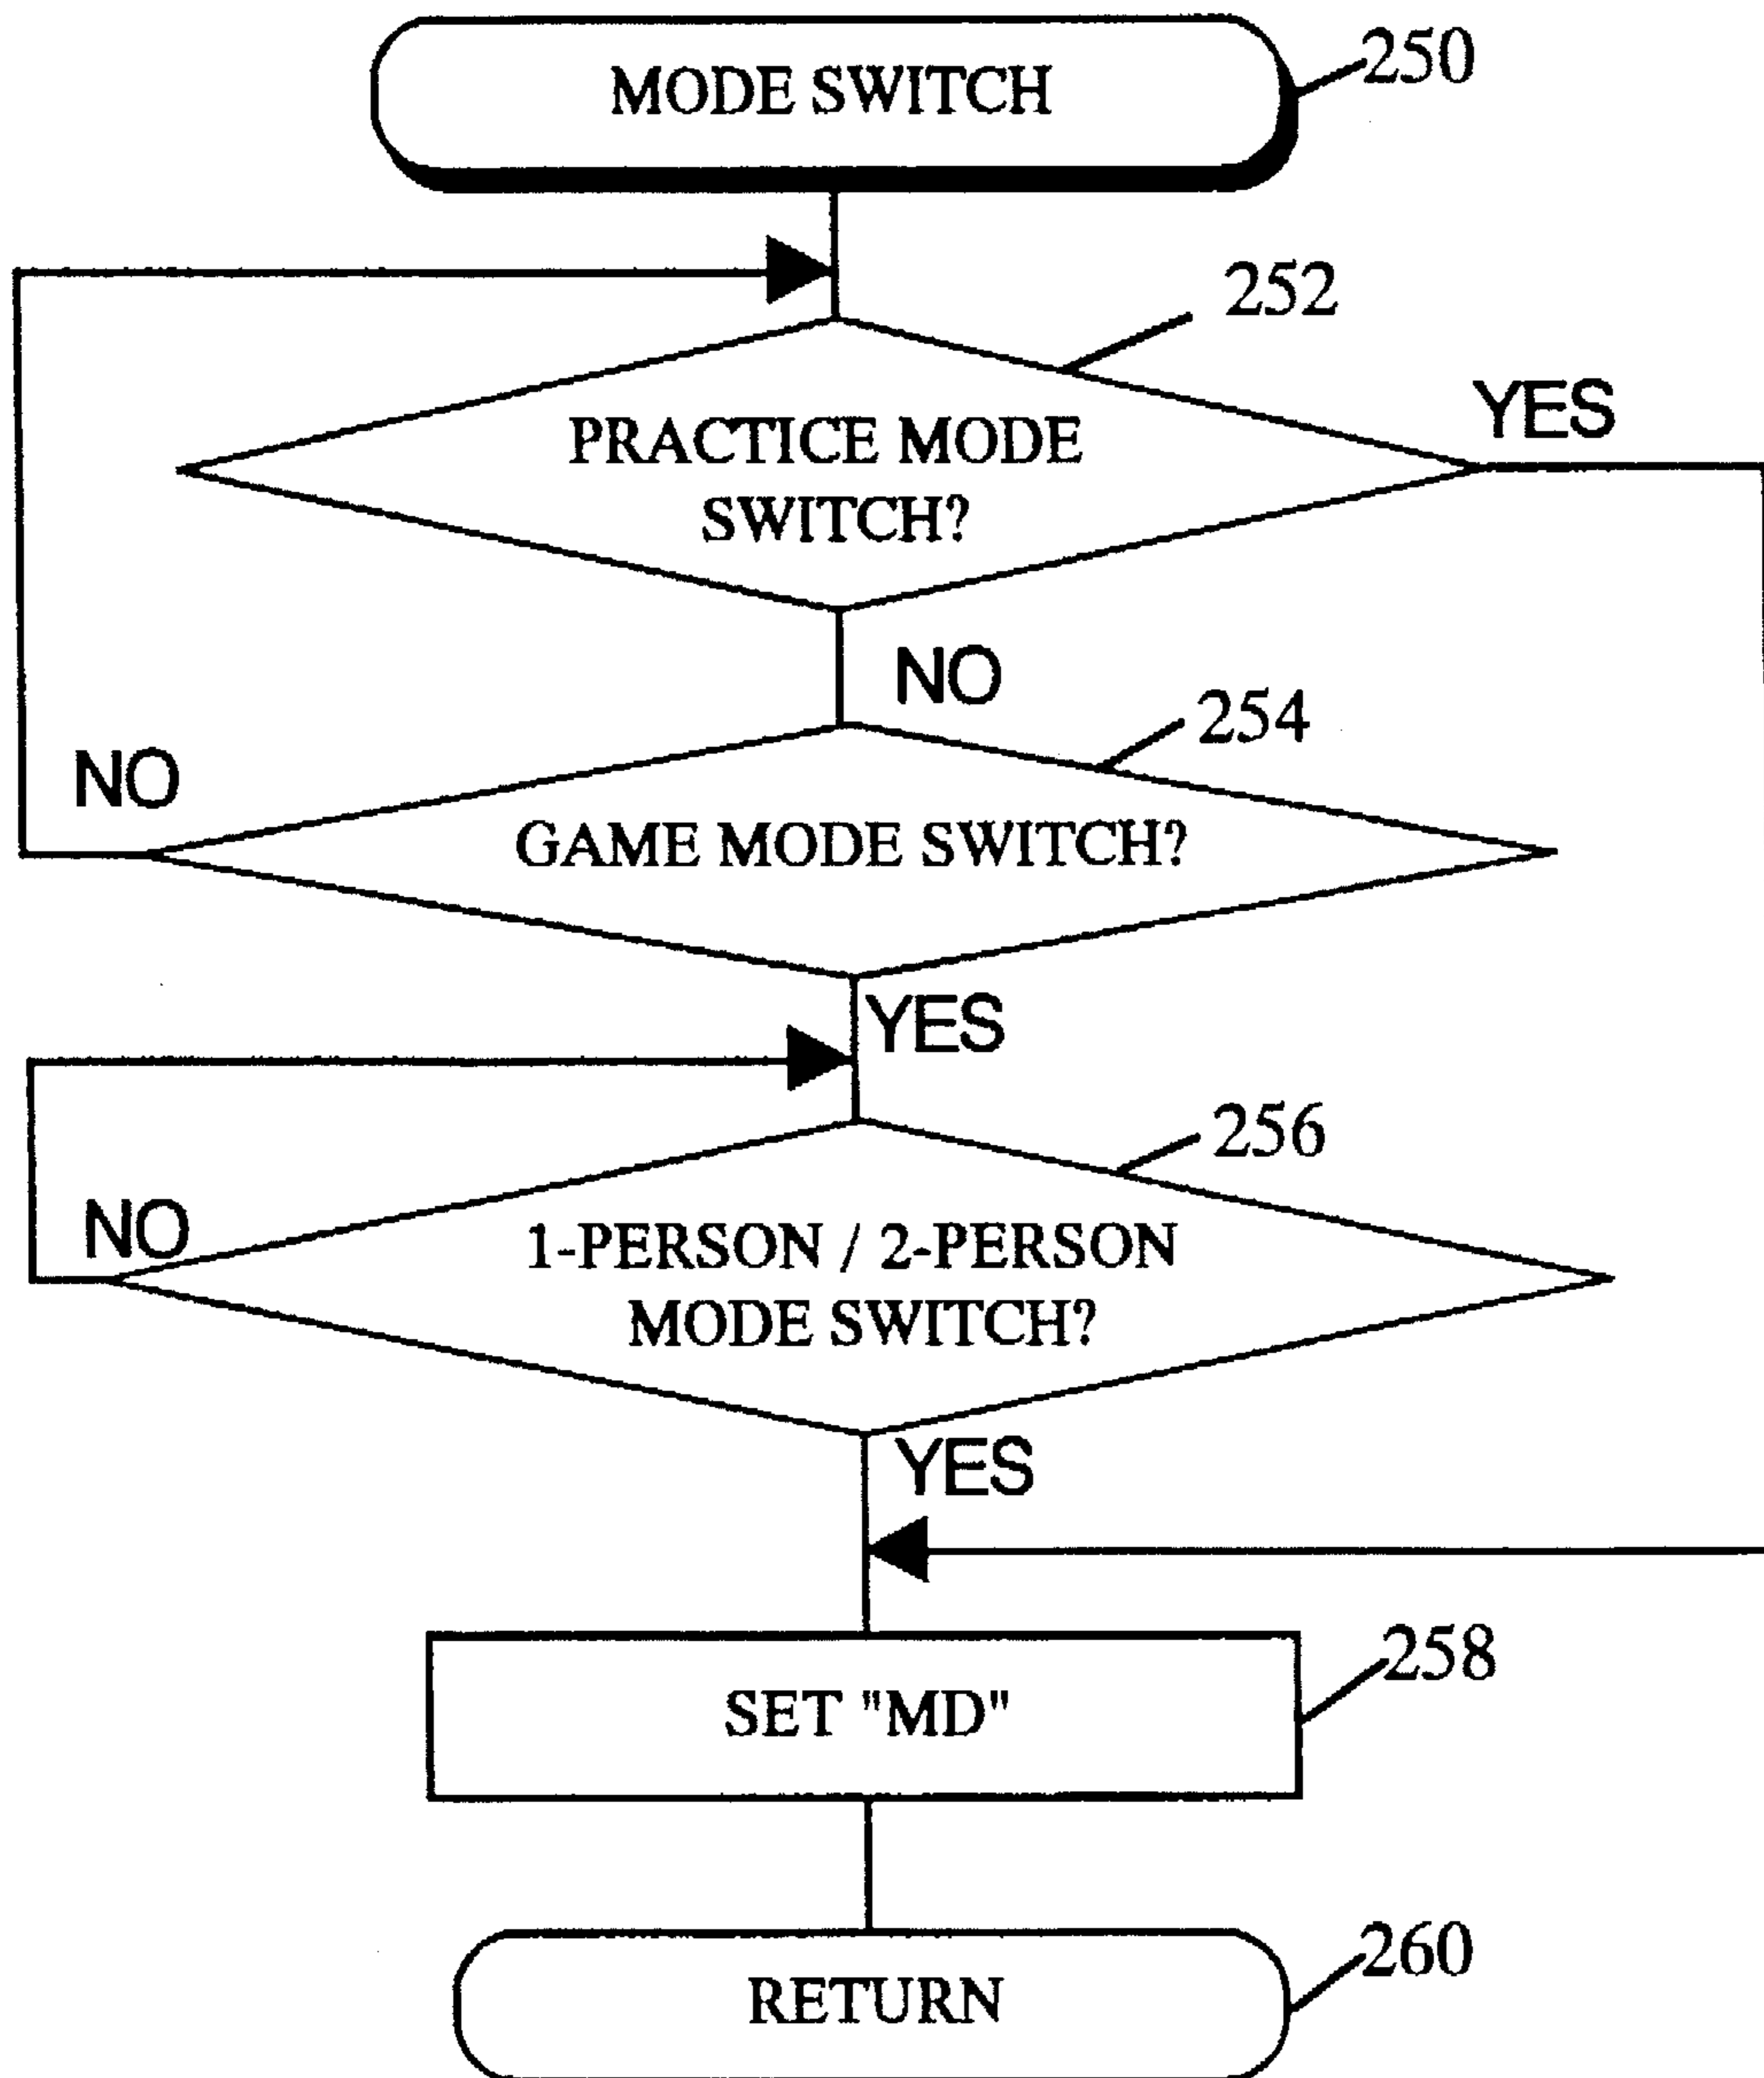 MODE SWITCH
250
252
PRACTICE MODE
SWITCH?
YES
NO
254
NO
GAME MODE SWITCH?
YES
256
NO
1-PERSON / 2-PERSON
MODE SWITCH?
YES
258
SET "MD"
260
RETURN